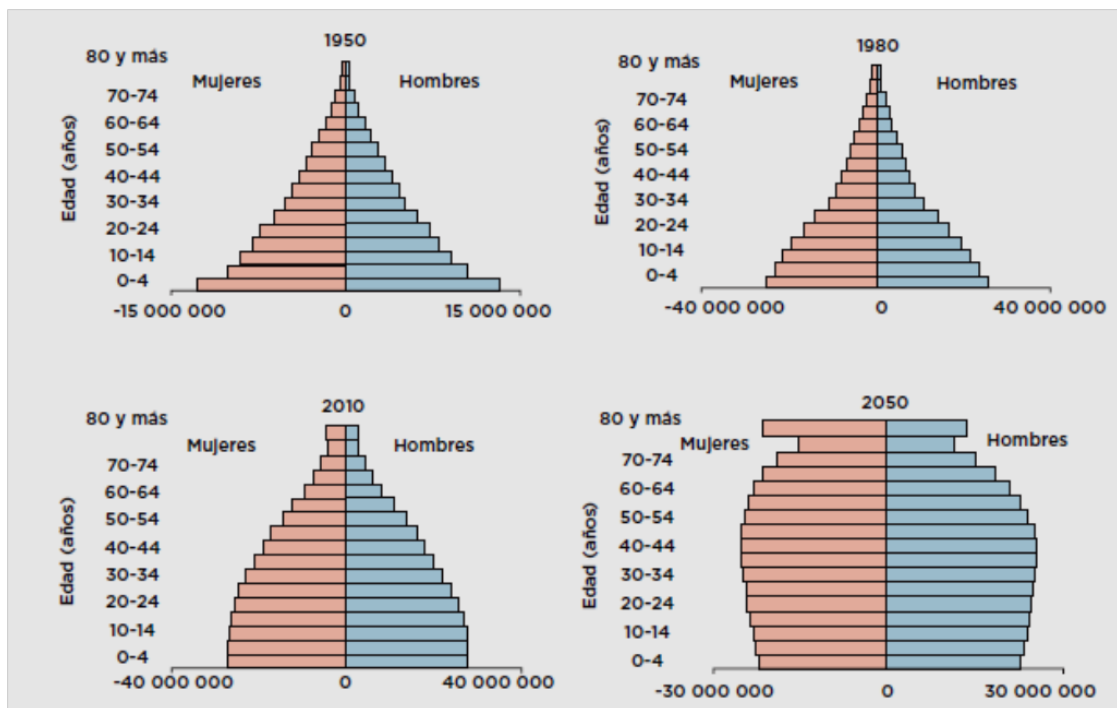 1950
80 y más
Mujeres
Hombres
70-74
60-64
50-54
40-44
30-34
20-24
10-14
0-4
Edad (años)
-15 000 000
0
15 000 000
1980
80 y más
Mujeres
Hombres
70-74
60-64
50-54
40-44
30-34
20-24
10-14
0-4
Edad (años)
-40 000 000
0
40 000 000
2010
80 y más
Mujeres
Hombres
70-74
60-64
50-54
40-44
30-34
20-24
10-14
0-4
Edad (años)
-40 000 000
0
40 000 000
2050
80 y más
Mujeres
Hombres
70-74
60-64
50-54
40-44
30-34
20-24
10-14
0-4
Edad (años)
-30 000 000
0
30 000 000